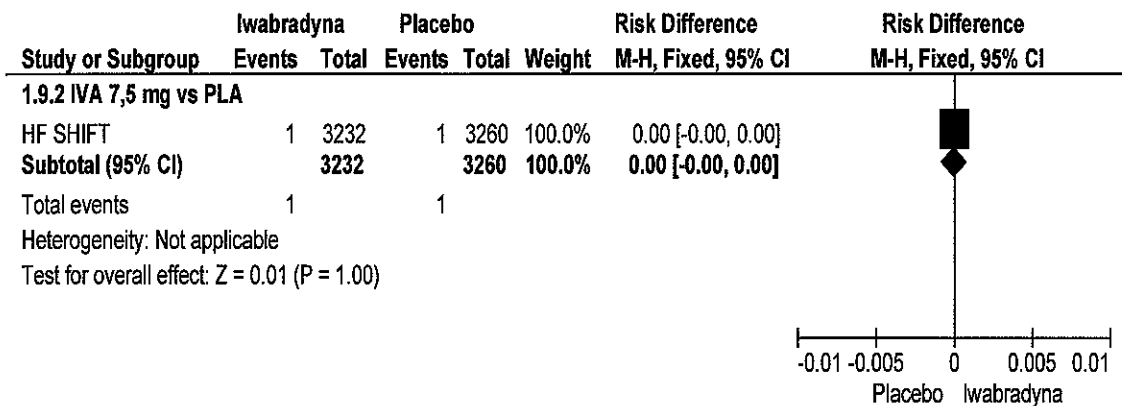 Iwabradyna Placebo Risk Difference Risk Difference
Study or Subgroup Events Total Events Total Weight M-H, Fixed, 95% CI M-H, Fixed, 95% CI
1.9.2 IVA 7,5 mg vs PLA
HF SHIFT 1 3232 1 3260 100.0% 0.00 [-0.00, 0.00]
Subtotal (95% CI) 3232 3260 100.0% 0.00 [-0.00, 0.00]
Total events 1 1
Heterogeneity: Not applicable
Test for overall effect: Z = 0.01 (P = 1.00)
-0.01 -0.005 0 0.005 0.01
Placebo Iwabradyna